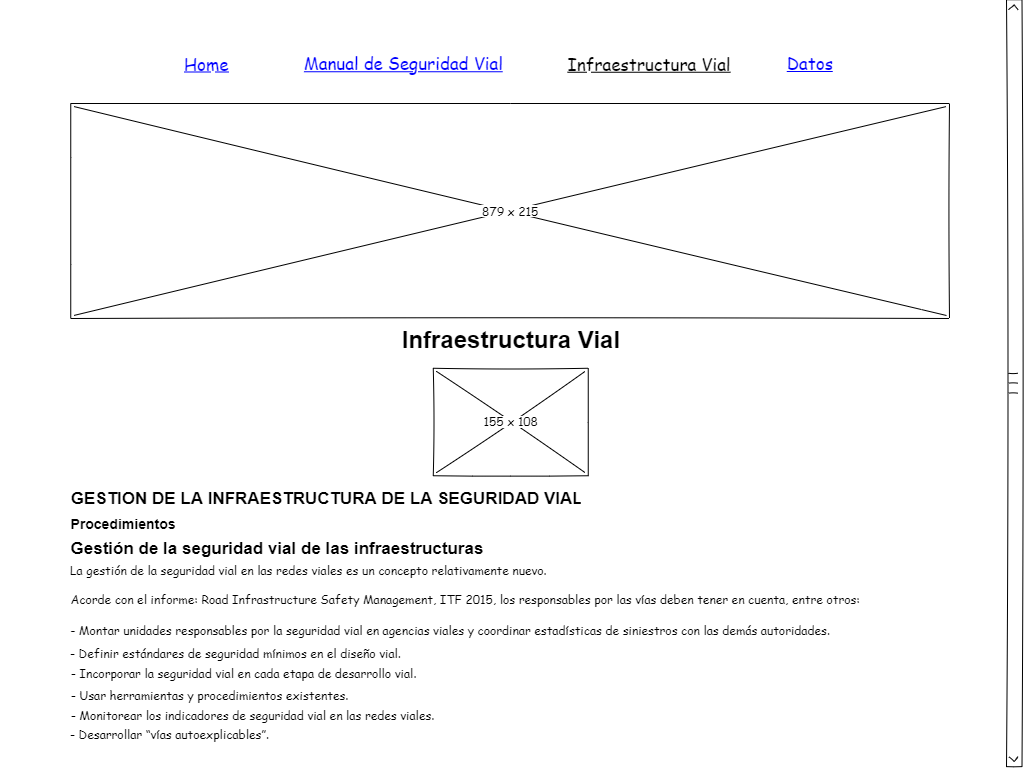 Home Manual de Seguridad Vial Infraestructura Vial Datos
879 x 215
Infraestructura Vial
155 x 108
GESTION DE LA INFRAESTRUCTURA DE LA SEGURIDAD VIAL
Procedimientos
Gestión de la seguridad vial de las infraestructuras
La gestión de la seguridad vial en las redes viales es un concepto relativamente nuevo.
Acorde con el informe: Road Infrastructure Safety Management, ITF 2015, los responsables por las vías deben tener en cuenta, entre otros:
- Montar unidades responsables por la seguridad vial en agencias viales y coordinar estadísticas de siniestros con las demás autoridades.
- Definir estándares de seguridad mínimos en el diseño vial.
- Incorporar la seguridad vial en cada etapa de desarrollo vial.
- Usar herramientas y procedimientos existentes.
- Monitorear los indicadores de seguridad vial en las redes viales.
- Desarrollar “vías autoexplicables”.